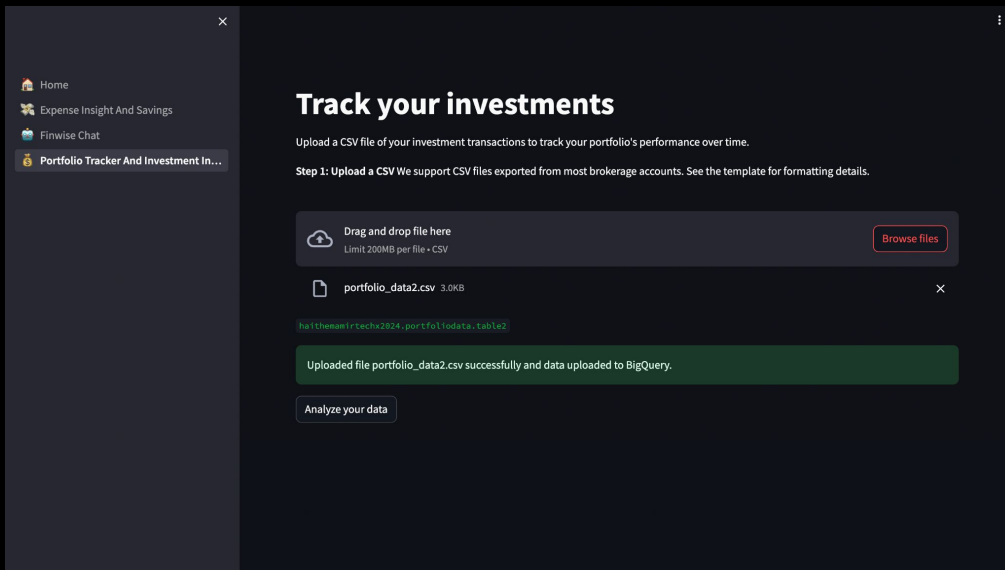 Home
Expense Insight And Savings
Finwise Chat
Portfolio Tracker And Investment In...
Track your investments
Upload a CSV file of your investment transactions to track your portfolio's performance over time.
Step 1: Upload a CSV We support CSV files exported from most brokerage accounts. See the template for formatting details.
Drag and drop file here
Limit 200MB per file • CSV
Browse files
portfolio_data2.csv 3.0KB
haithemamirtechx2024.portfoliodata.table2
Uploaded file portfolio_data2.csv successfully and data uploaded to BigQuery.
Analyze your data